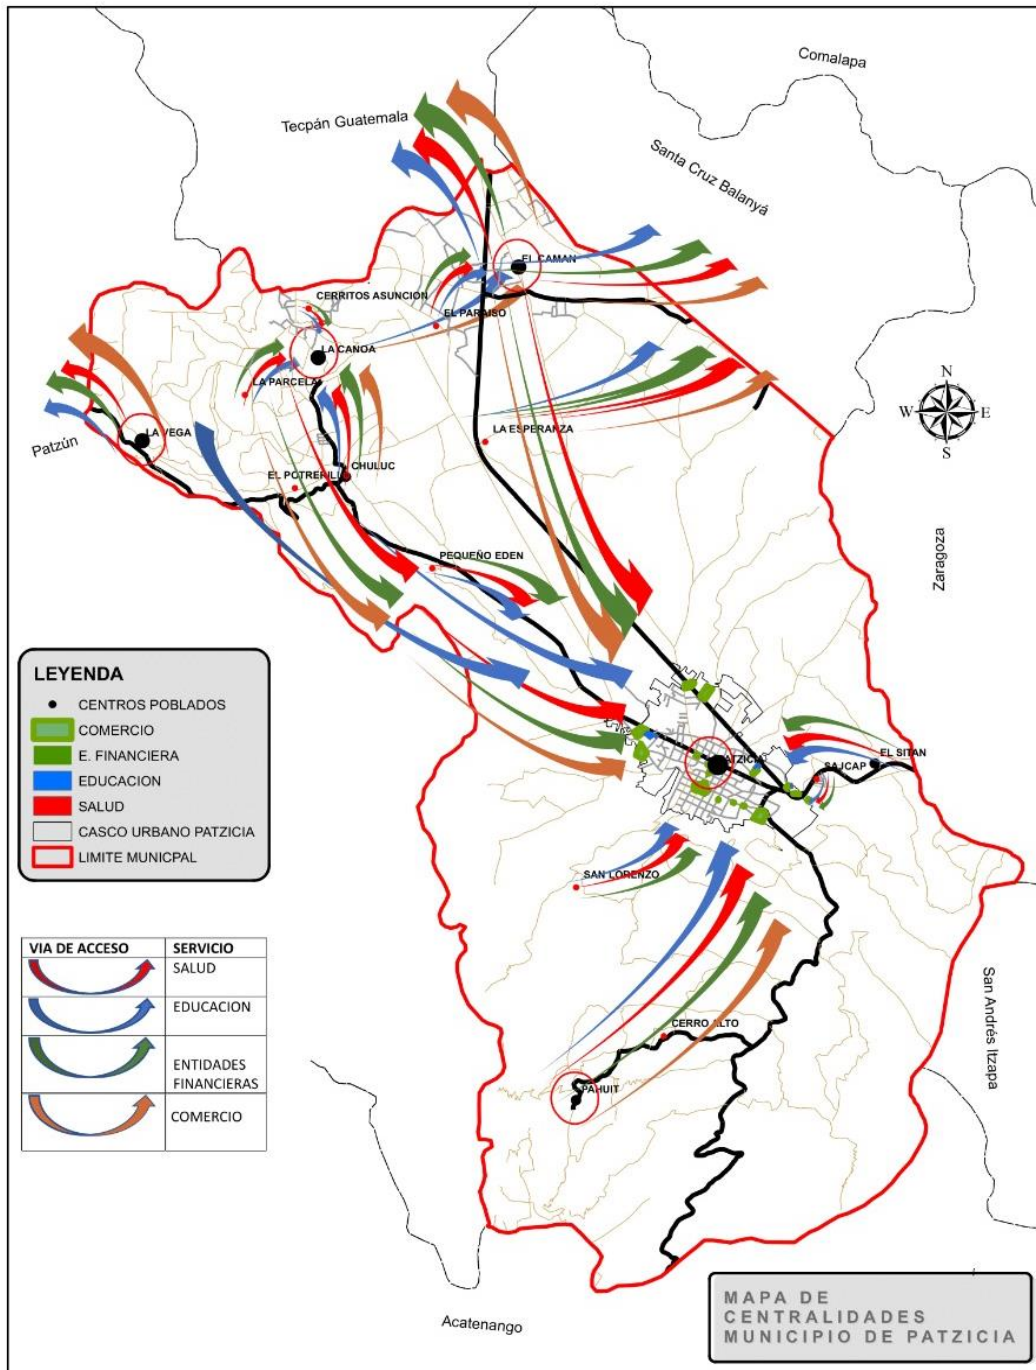 Comalapa
Tecpán Guatemala
Santa Cruz Balanyá
EL CAMAN
CERRITOS ASUNCION
EL PARAISO
LA CANOA
LA PARCELA
N
W
E
S
LA VEGA
Patzún
LA ESPERANZA
EL POTRERILL
CHULUC
PEQUEÑO EDEN
Zaragoza
LEYENDA
CENTROS POBLADOS
COMERCIO
E. FINANCIERA
EDUCACION
SALUD
CASCO URBANO PATZICIA
LIMITE MUNICPAL
ATZICIA
EL SITAN
SAJCAP
SAN LORENZO
VIA DE ACCESO SERVICIO
SALUD
EDUCACION
ENTIDADES
FINANCIERAS
COMERCIO
San Andrés Itzapa
CERRO ALTO
PAHUIT
Acatenango
MAPA DE
CENTRALIDADES
MUNICIPIO DE PATZICIA